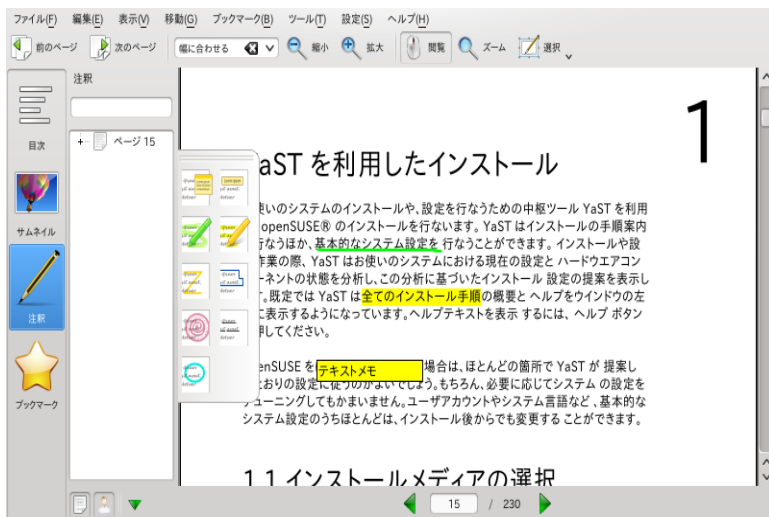 ファイル(F) 編集(E) 表示(V) 移動(G) ブックマーク(B) ツール(T) 設定(S) ヘルプ(H)
前のページ 次のページ 幅に合わせる 縮小 拡大 閲覧 ズーム 選択
目次
サムネイル
注釈
ブックマーク
注釈
ページ 15
1
aST を利用したインストール
使いのシステムのインストールや、設定を行なうための中枢ツール YaST を利用
openSUSE® のインストールを行ないます。YaST はインストールの手順案内
行なうほか、基本的なシステム設定を 行なうことができます。インストールや設
作業の際、YaST はお使いのシステムにおける現在の設定と ハードウエアコン
ーネントの状態を分析し、この分析に基づいたインストール 設定の提案を表示し
。既定では YaST は全てのインストール手順の概要と ヘルプをウインドウの左
に表示するようになっています。ヘルプテキストを表示 するには、ヘルプ ボタン
押してください。
enSUSE を テキストメモ 場合は、ほとんどの箇所で YaST が 提案し
とおりの設定に従うのがよいでしょう。もちろん、必要に応じてシステム の設定を
チューニングしてもかまいません。ユーザアカウントやシステム言語など 、基本的な
システム設定のうちほとんどは、インストール後からでも変更する ことができます。
1.1 インストールメディアの選択
15 / 230